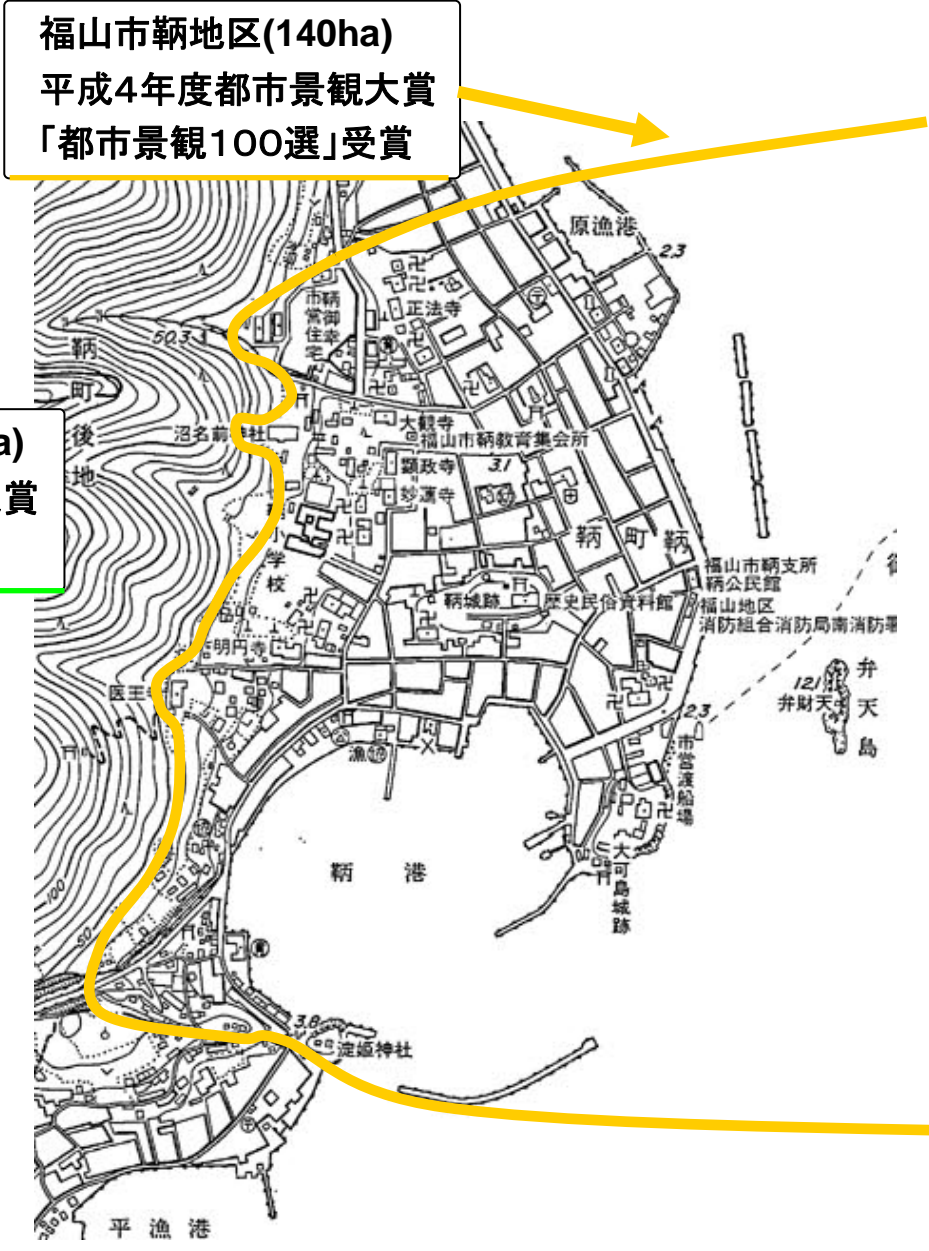 福山市鞆地区(140ha)
平成4年度都市景観大賞
「都市景観100選」受賞
原漁港
2.3
正法寺
市営住宅
鞆御幸
50.3
鞆
町
後
地
a)
賞
沼名前神社
大観寺
福山市鞆教育集会所
顕政寺
3.1
妙蓮寺
小学校
鞆町鞆
福山市鞆支所
鞆公民館
福山地区
消防組合消防局南消防署
鞆城跡
歴史民俗資料館
明円寺
医王寺
121
弁財天
弁天島
2.3
市営渡船場
漁
鞆港
大可島城跡
100
50
3.8
淀姫神社
平漁港